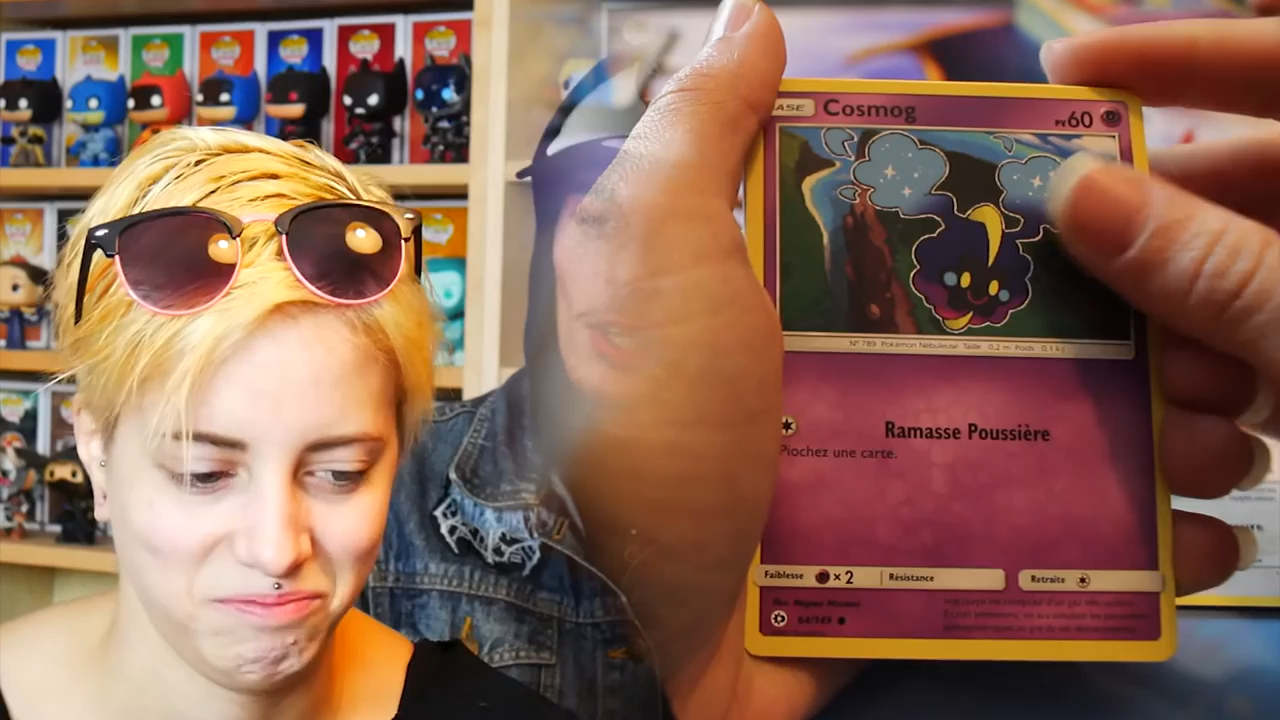 ASE Cosmog PV60
N° 789 Pokémon Nébuleuse Taille : 0,2 m Poids : 0,1 kg
Ramasse Poussière
Piochez une carte.
Faiblesse ×2 Résistance Retraite
64/149